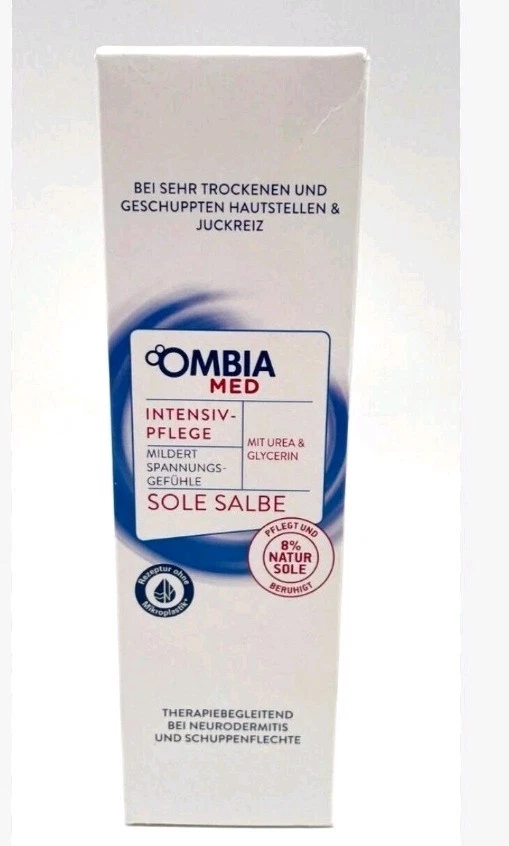 BEI SEHR TROCKENEN UND
GESCHUPPTEN HAUTSTELLEN &
JUCKREIZ
OMBIA
MED
INTENSIV-
PFLEGE
MILDERT
SPANNUNGS-
GEFÜHLE
MIT UREA &
GLYCERIN
SOLE SALBE
PFLEGT UND
8%
NATUR
SOLE
BERUHIGT
Rezeptur ohne
Mikroplastik*
THERAPIEBEGLEITEND
BEI NEURODERMITIS
UND SCHUPPENFLECHTE